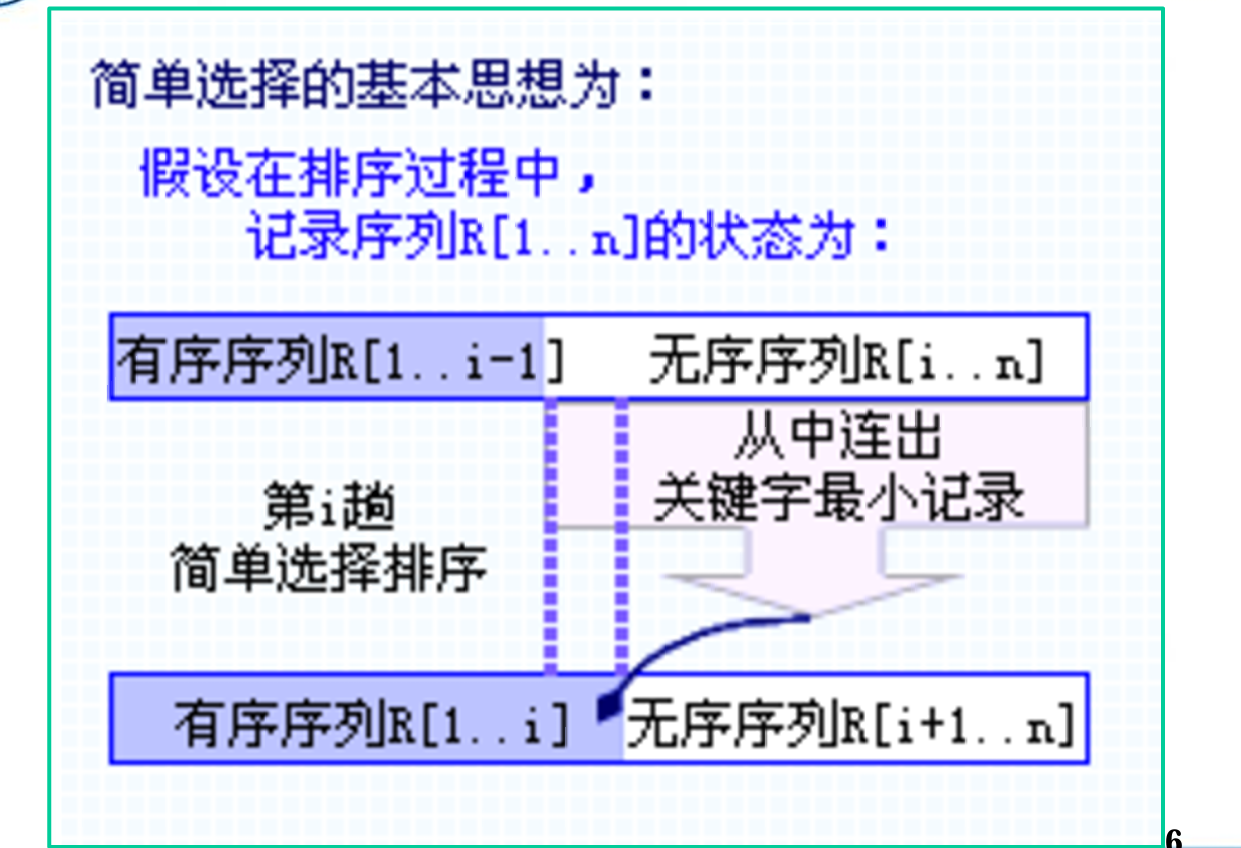 简单选择的基本思想为：
假设在排序过程中，
记录序列R[1..n]的状态为：
有序序列R[1..i-1] 无序序列R[i..n]
从中连出
关键字最小记录
第i趟
简单选择排序
有序序列R[1..i] 无序序列R[i+1..n]
6